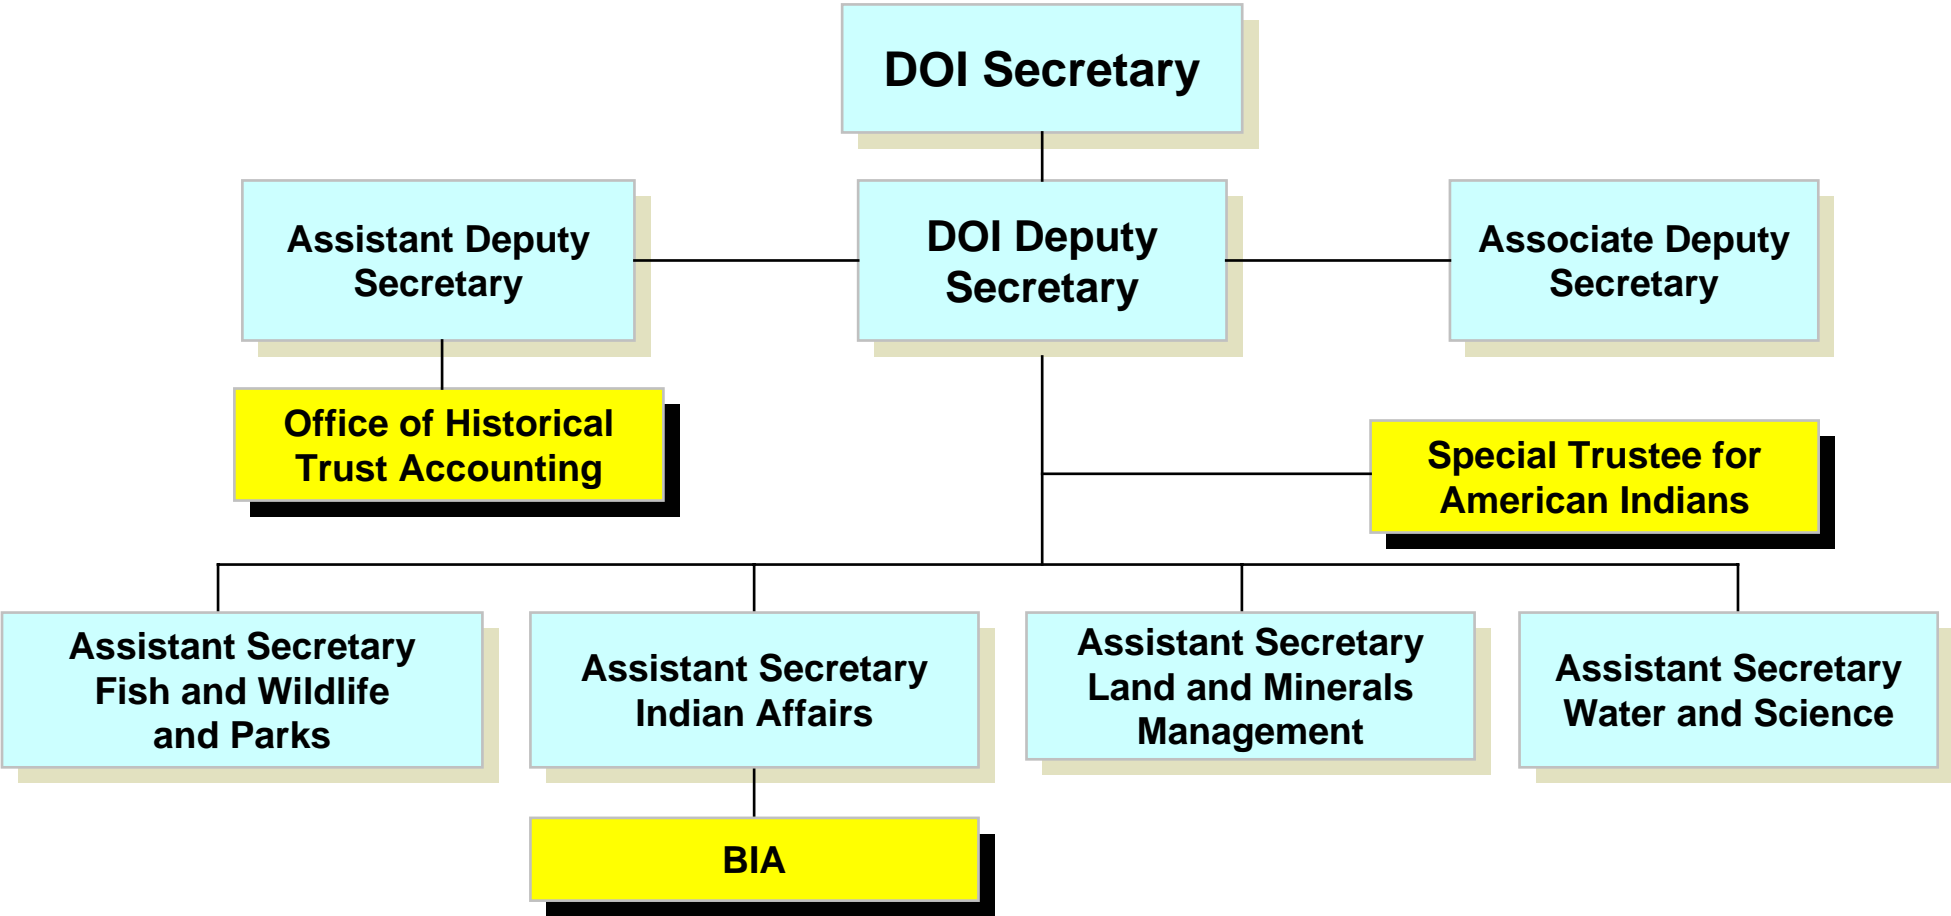 DOI Secretary
Assistant Deputy
Secretary
DOI Deputy
Secretary
Associate Deputy
Secretary
Office of Historical
Trust Accounting
Special Trustee for
American Indians
Assistant Secretary
Fish and Wildlife
and Parks
Assistant Secretary
Indian Affairs
Assistant Secretary
Land and Minerals
Management
Assistant Secretary
Water and Science
BIA